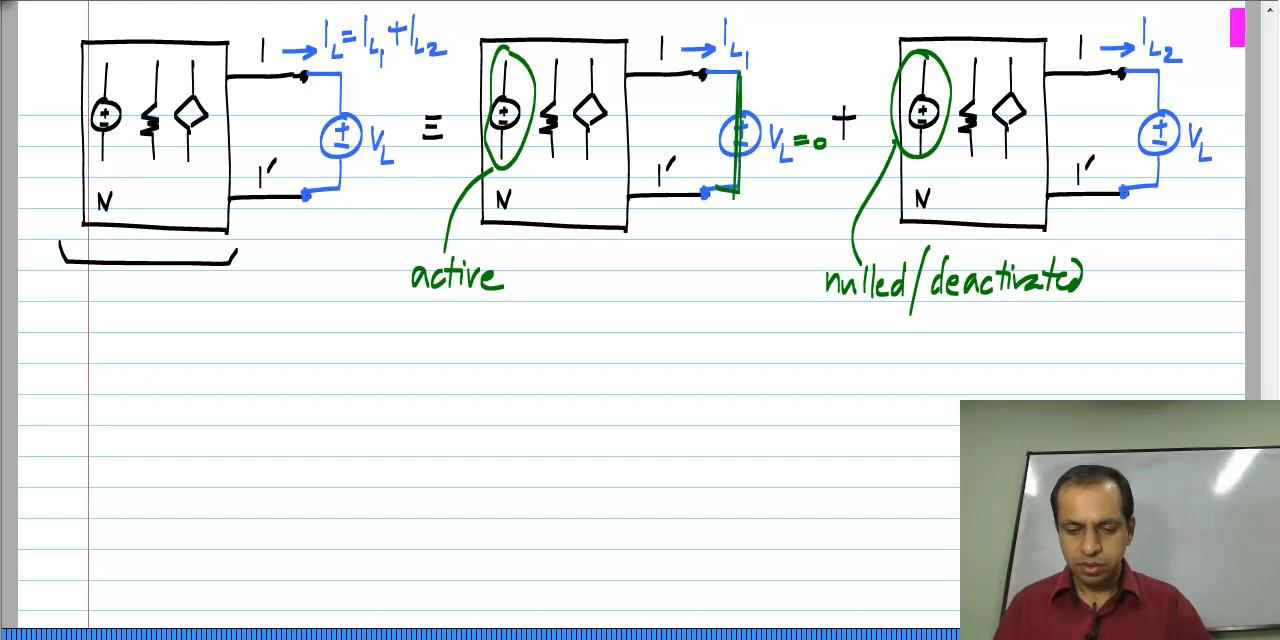 1 → I_L = I_L1 + I_L2
+
−
+
−
V_L
1'
N
≡
1 → I_L1
+
−
+
−
V_L = 0
1'
N
active
+
1 → I_L2
+
−
+
−
V_L
1'
N
nulled/deactivated